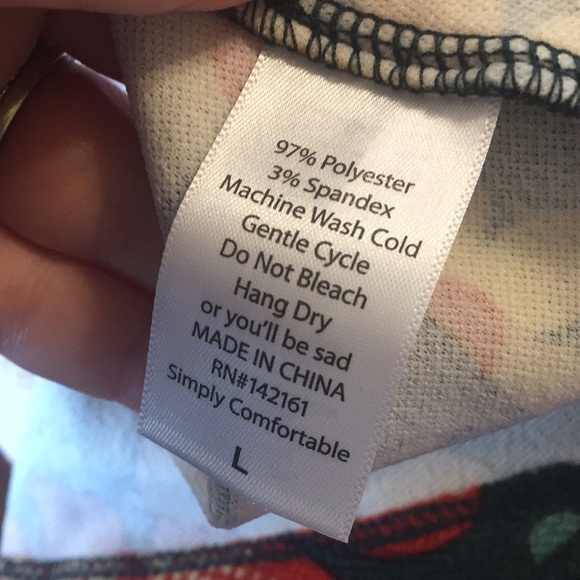 97% Polyester
3% Spandex
Machine Wash Cold
Gentle Cycle
Do Not Bleach
Hang Dry
or you'll be sad
MADE IN CHINA
RN#142161
Simply Comfortable
L